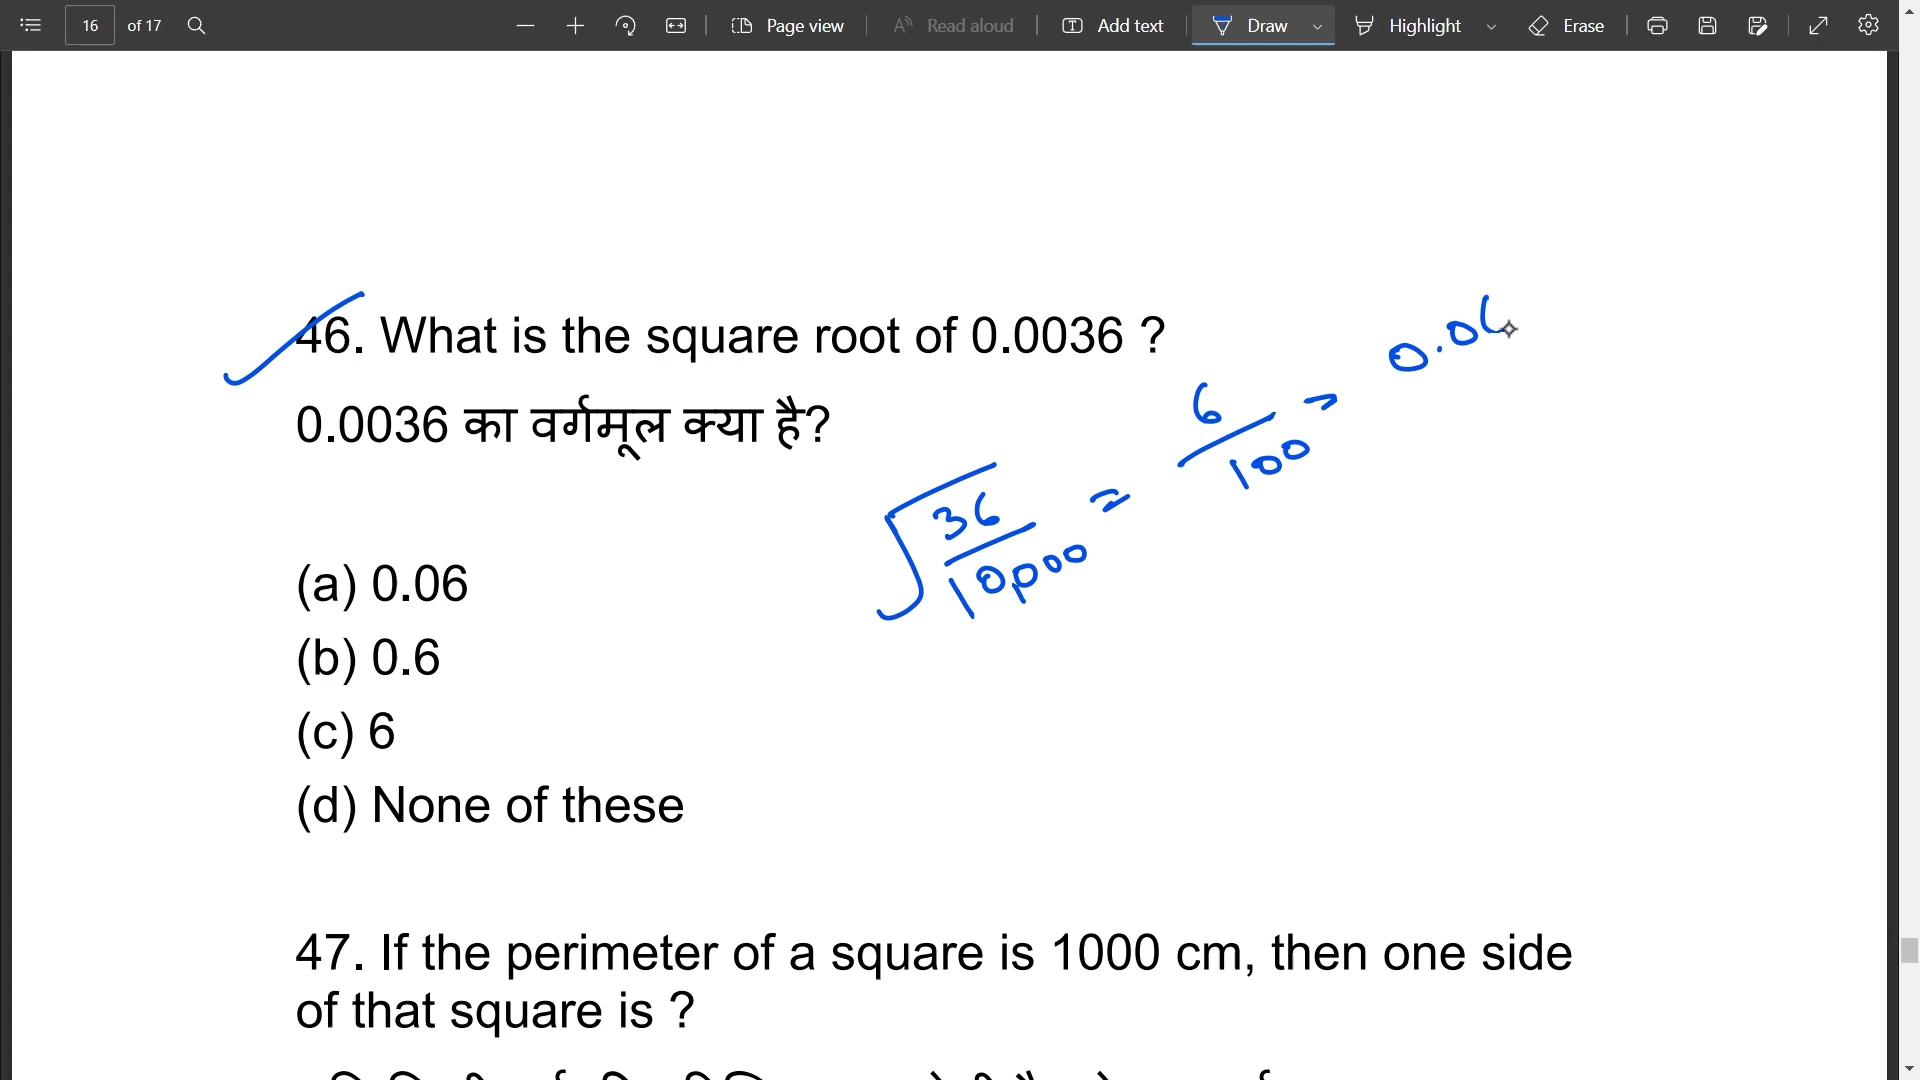 16 of 17 Page view Read aloud Add text Draw Highlight Erase
46. What is the square root of 0.0036 ?
0.0036 का वर्गमूल क्या है?
√36/10000 = 6/100 = 0.0
(a) 0.06
(b) 0.6
(c) 6
(d) None of these
47. If the perimeter of a square is 1000 cm, then one side
of that square is ?